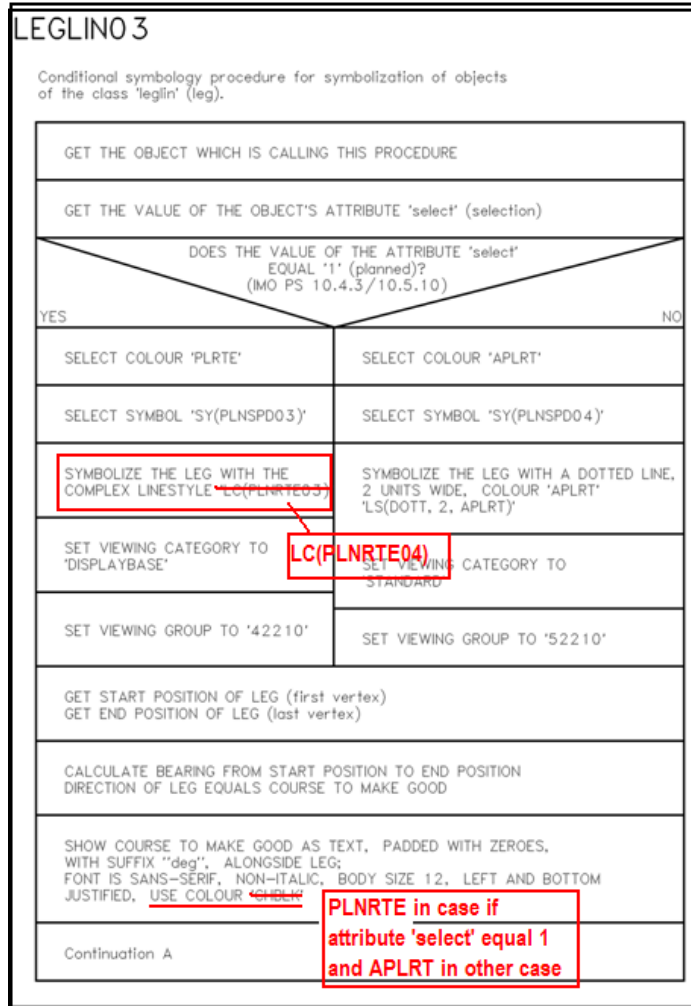 LEGLIN03
Conditional symbology procedure for symbolization of objects
of the class 'leglin' (leg).
GET THE OBJECT WHICH IS CALLING THIS PROCEDURE
GET THE VALUE OF THE OBJECT'S ATTRIBUTE 'select' (selection)
DOES THE VALUE OF THE ATTRIBUTE 'select'
EQUAL '1' (planned)?
(IMO PS 10.4.3/10.5.10)
YES
NO
SELECT COLOUR 'PLRTE'
SELECT COLOUR 'APLRT'
SELECT SYMBOL 'SY(PLNSPD03)'
SELECT SYMBOL 'SY(PLNSPD04)'
SYMBOLIZE THE LEG WITH THE
COMPLEX LINESTYLE 'LC(PLNRTE03)
SYMBOLIZE THE LEG WITH A DOTTED LINE,
2 UNITS WIDE, COLOUR 'APLRT'
'LS(DOTT, 2, APLRT)'
LC(PLNRTE04)
SET VIEWING CATEGORY TO
'DISPLAYBASE'
SET VIEWING CATEGORY TO
'STANDARD'
SET VIEWING GROUP TO '42210'
SET VIEWING GROUP TO '52210'
GET START POSITION OF LEG (first vertex)
GET END POSITION OF LEG (last vertex)
CALCULATE BEARING FROM START POSITION TO END POSITION
DIRECTION OF LEG EQUALS COURSE TO MAKE GOOD
SHOW COURSE TO MAKE GOOD AS TEXT, PADDED WITH ZEROES,
WITH SUFFIX "deg", ALONGSIDE LEG;
FONT IS SANS-SERIF, NON-ITALIC, BODY SIZE 12, LEFT AND BOTTOM
JUSTIFIED, USE COLOUR 'CHBLK'
PLNRTE in case if
attribute 'select' equal 1
and APLRT in other case
Continuation A